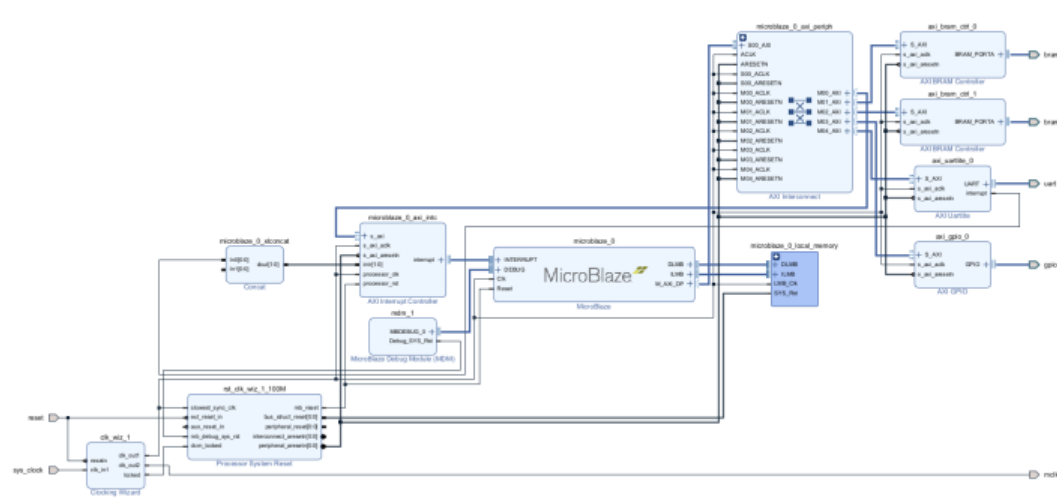 microblaze_0_axi_periph
S00_AXI
ACLK
ARESETN
S00_ACLK
S00_ARESETN
M00_ACLK
M00_ARESETN
M01_ACLK
M01_ARESETN
M02_ACLK
M02_ARESETN
M03_ACLK
M03_ARESETN
M04_ACLK
M04_ARESETN
M00_AXI
M01_AXI
M02_AXI
M03_AXI
M04_AXI
AXI Interconnect
axi_bram_ctrl_0
S_AXI
s_axi_aclk
s_axi_aresetn
BRAM_PORTA
AXI BRAM Controller
bram
axi_bram_ctrl_1
S_AXI
s_axi_aclk
s_axi_aresetn
BRAM_PORTA
AXI BRAM Controller
bram
axi_uartlite_0
S_AXI
s_axi_aclk
s_axi_aresetn
UART
interrupt
AXI Uartlite
uart
axi_gpio_0
S_AXI
s_axi_aclk
s_axi_aresetn
GPIO
AXI GPIO
gpio
microblaze_0_xlconcat
In0[0:0]
In1[0:0]
dout[1:0]
Concat
microblaze_0_axi_intc
s_axi
s_axi_aclk
s_axi_aresetn
intr[1:0]
processor_clk
processor_rst
interrupt
AXI Interrupt Controller
microblaze_0
INTERRUPT
DEBUG
Clk
Reset
MicroBlaze
DLMB
ILMB
M_AXI_DP
MicroBlaze
microblaze_0_local_memory
DLMB
ILMB
LMB_Clk
SYS_Rst
mdm_1
MBDEBUG_0
Debug_SYS_Rst
MicroBlaze Debug Module (MDM)
rst_clk_wiz_1_100M
slowest_sync_clk
ext_reset_in
aux_reset_in
mb_debug_sys_rst
dcm_locked
mb_reset
bus_struct_reset[0:0]
peripheral_reset[0:0]
interconnect_aresetn[0:0]
peripheral_aresetn[0:0]
Processor System Reset
reset
sys_clock
clk_wiz_1
resetn
clk_in1
clk_out1
clk_out2
locked
Clocking Wizard